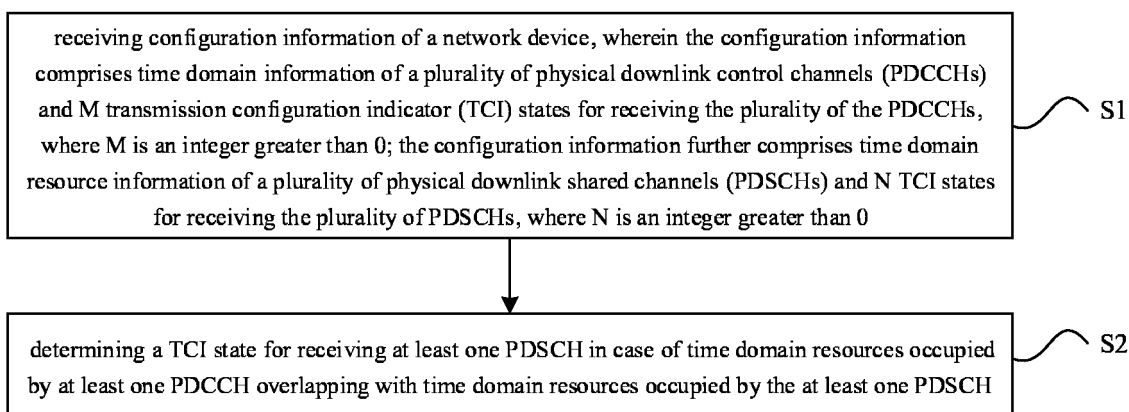 receiving configuration information of a network device, wherein the configuration information
comprises time domain information of a plurality of physical downlink control channels (PDCCHs)
and M transmission configuration indicator (TCI) states for receiving the plurality of the PDCCHs,
where M is an integer greater than 0; the configuration information further comprises time domain
resource information of a plurality of physical downlink shared channels (PDSCHs) and N TCI states
for receiving the plurality of PDSCHs, where N is an integer greater than 0
S1
determining a TCI state for receiving at least one PDSCH in case of time domain resources occupied
by at least one PDCCH overlapping with time domain resources occupied by the at least one PDSCH
S2